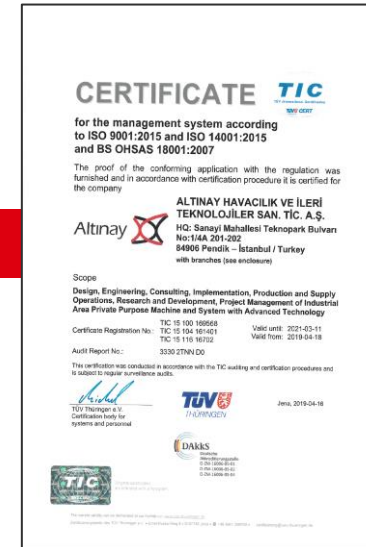 CERTIFICATE
TIC
TÜV CERT
for the management system according
to ISO 9001:2015 and ISO 14001:2015
and BS OHSAS 18001:2007
The proof of the conforming application with the regulation was
furnished and in accordance with certification procedure it is certified for
the company
Altınay
ALTINAY HAVACILIK VE İLERİ
TEKNOLOJİLER SAN. TİC. A.Ş.
HQ: Sanayi Mahallesi Teknopark Bulvarı
No:1/4A 201-202
84906 Pendik – İstanbul / Turkey
with branches (see enclosure)
Scope
Design, Engineering, Consulting, Implementation, Production and Supply
Operations, Research and Development, Project Management of Industrial
Area Private Purpose Machine and System with Advanced Technology
Certificate Registration No.:
TIC 15 100 169568
TIC 15 104 161401
TIC 15 116 16702
Valid until: 2021-03-11
Valid from: 2019-04-18
Audit Report No.:
3330 2TNN D0
This certification was conducted in accordance with the TIC auditing and certification procedures and
is subject to regular surveillance audits.
TÜV Thüringen e.V.
Certification body for
systems and personnel
TÜV
THÜRINGEN
Jena, 2019-04-18
DAkkS
Deutsche
Akkreditierungsstelle
TIC